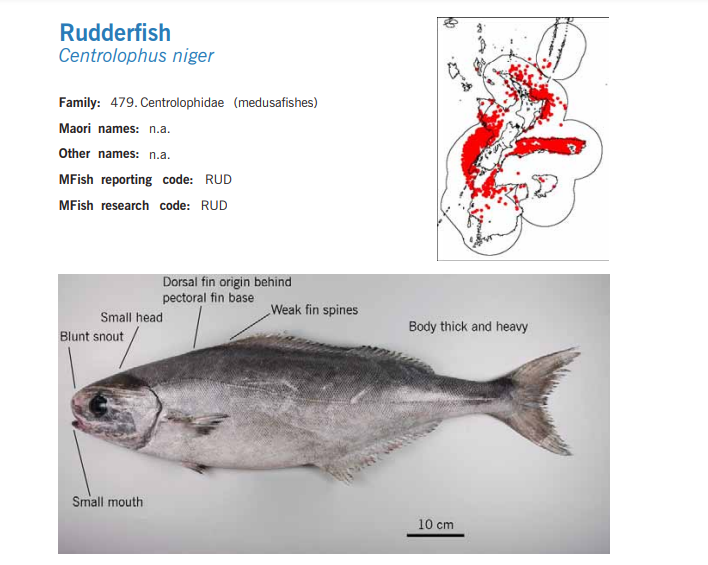 Rudderfish
Centrolophus niger
Family: 479. Centrolophidae (medusafishes)
Maori names: n.a.
Other names: n.a.
MFish reporting code: RUD
MFish research code: RUD
Dorsal fin origin behind
pectoral fin base
Weak fin spines
Small head
Body thick and heavy
Blunt snout
Small mouth
10 cm